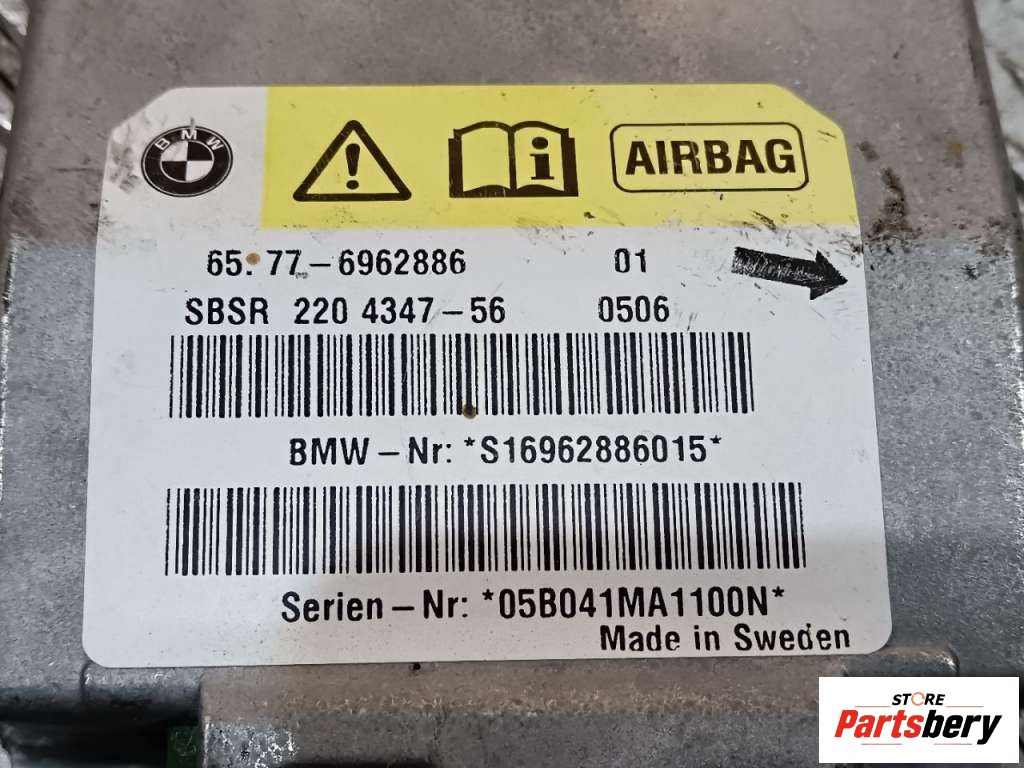 BMW
AIRBAG
65.77-6962886 01
SBSR 220 4347-56 0506
BMW-Nr: *S16962886015*
Serien-Nr: *05B041MA1100N*
Made in Sweden
STORE
Partsbery